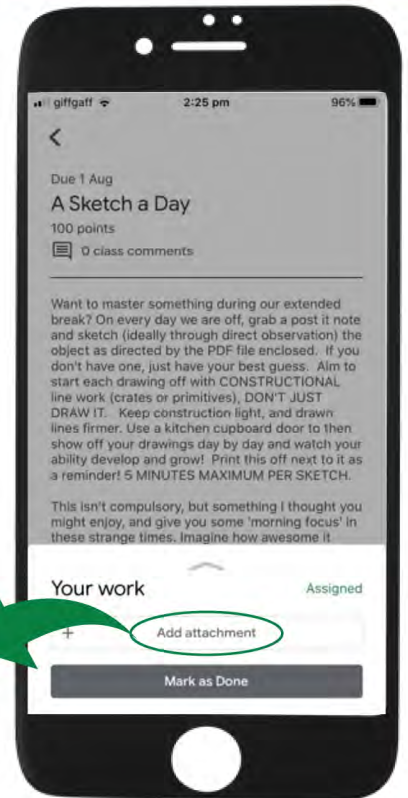 giffgaff 2:25 pm 96%
Due 1 Aug
A Sketch a Day
100 points
0 class comments
Want to master something during our extended
break? On every day we are off, grab a post it note
and sketch (ideally through direct observation) the
object as directed by the PDF file enclosed. If you
don't have one, just have your best guess. Aim to
start each drawing off with CONSTRUCTIONAL
line work (crates or primitives), DON'T JUST
DRAW IT. Keep construction light, and drawn
lines firmer. Use a kitchen cupboard door to then
show off your drawings day by day and watch your
ability develop and grow! Print this off next to it as
a reminder! 5 MINUTES MAXIMUM PER SKETCH.
This isn't compulsory, but something I thought you
might enjoy, and give you some 'morning focus' in
these strange times. Imagine how awesome it
Your work Assigned
+ Add attachment
Mark as Done